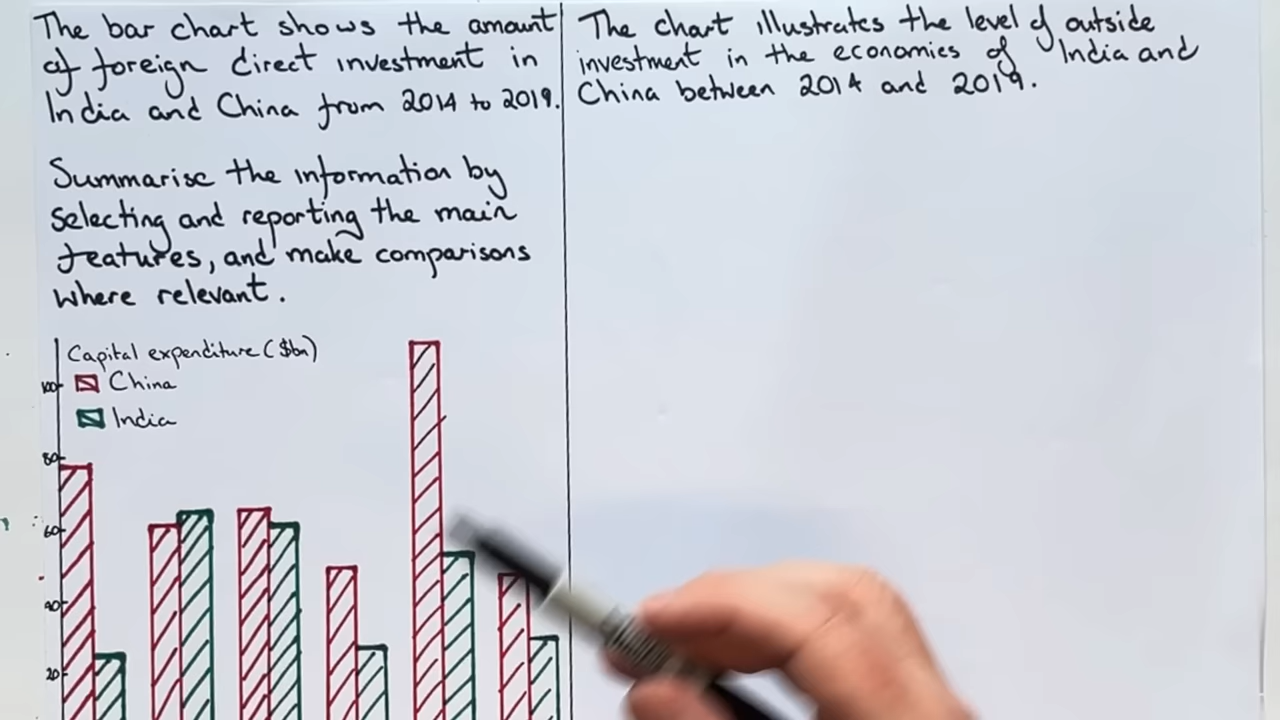 The bar chart shows the amount
of foreign direct investment in
India and China from 2014 to 2019.
Summarise the information by
selecting and reporting the main
features, and make comparisons
where relevant.
Capital expenditure ($bn)
China
India
100
80
60
40
20
The chart illustrates the level of outside
investment in the economies of India and
China between 2014 and 2019.